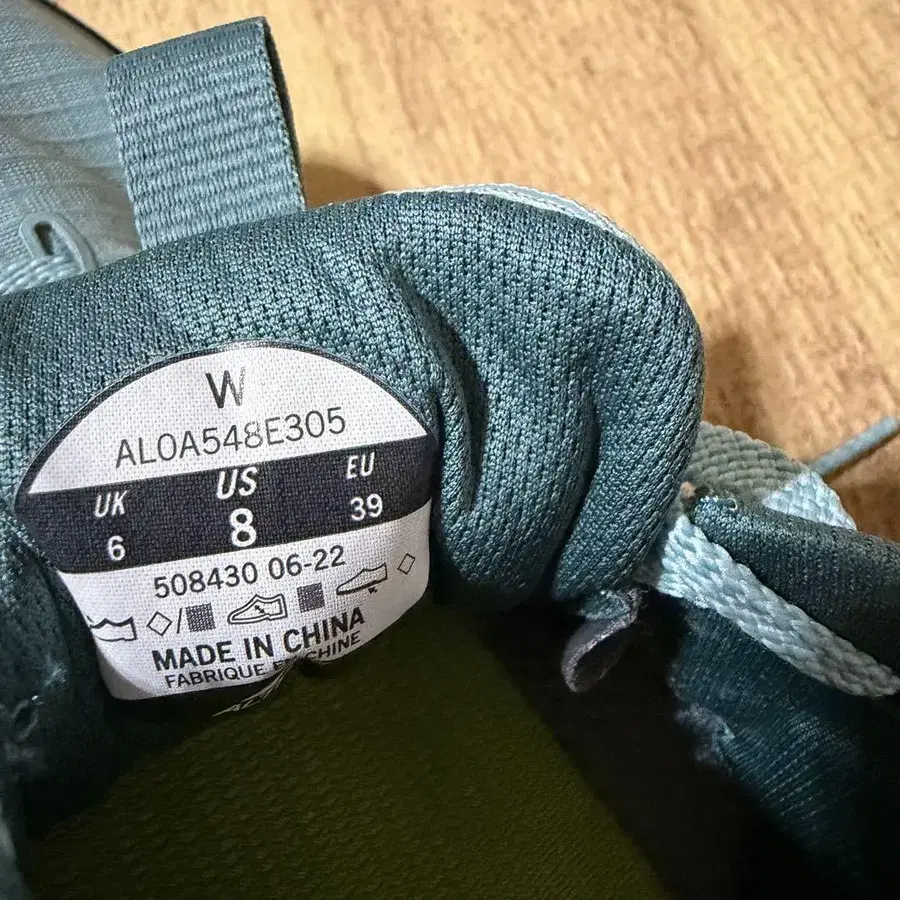 W
AL0A548E305
UK US EU
6 8 39
508430 06-22
MADE IN CHINA
FABRIQUE CHINE